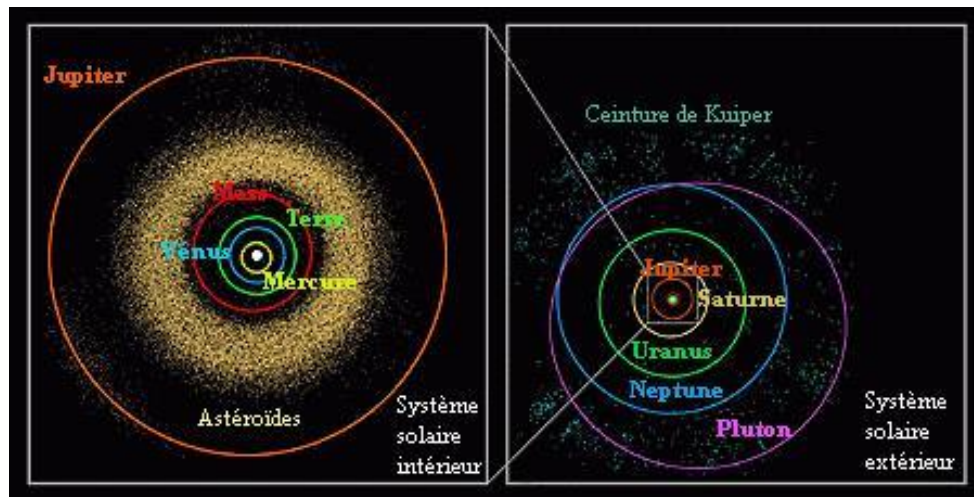 Jupiter
Mars
Terre
Vénus
Mercure
Astéroïdes
Système
solaire
intérieur
Ceinture de Kuiper
Jupiter
Saturne
Uranus
Neptune
Pluton
Système
solaire
extérieur